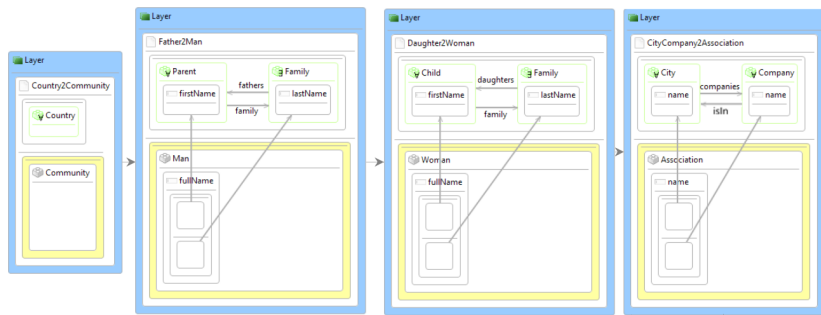 Layer
Country2Community
Country
Community
Layer
Father2Man
Parent
Family
firstName
fathers
family
lastName
Man
fullName
Layer
Daughter2Woman
Child
Family
firstName
daughters
family
lastName
Woman
fullName
Layer
CityCompany2Association
City
Company
name
companies
isIn
name
Association
name